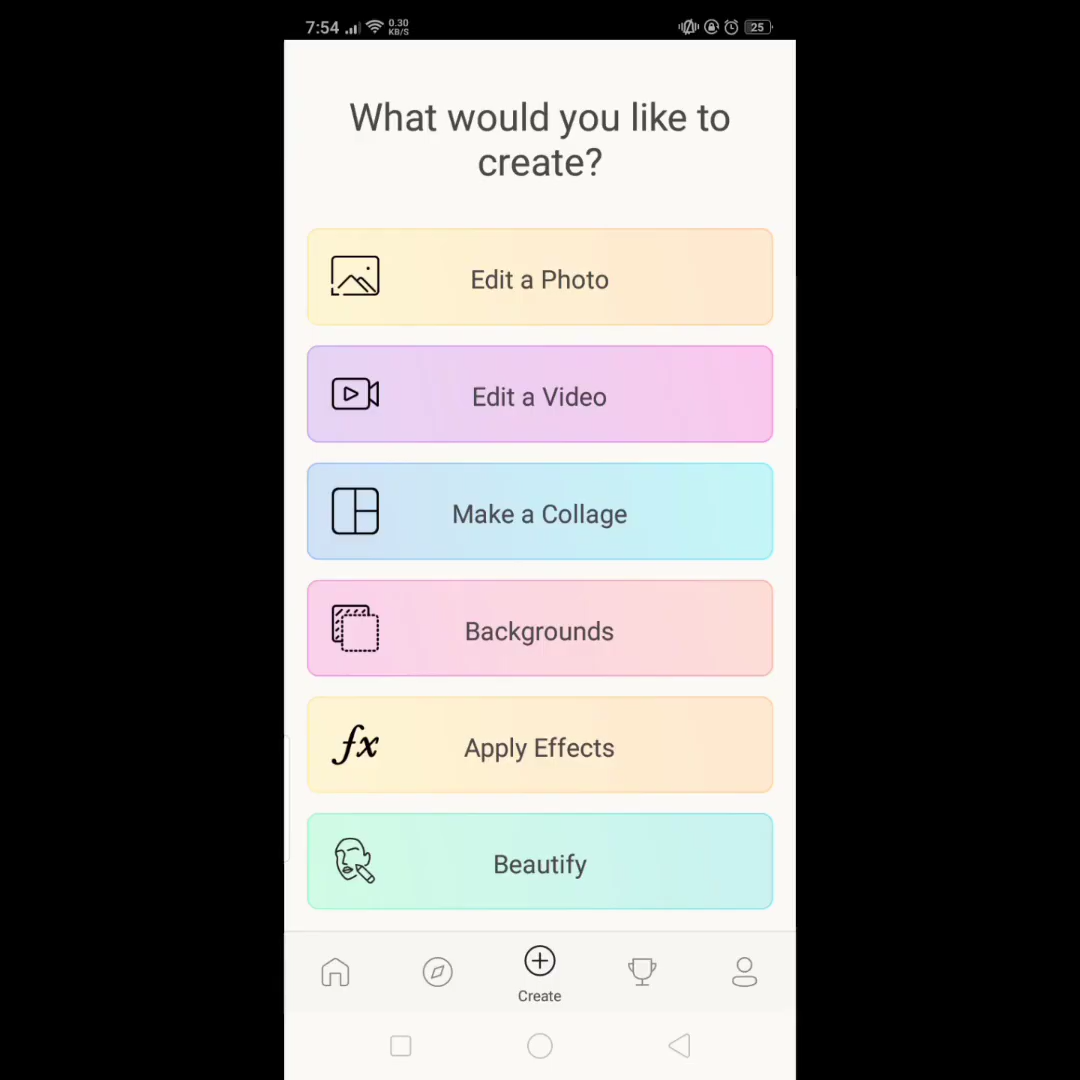 7:54 0.30 KB/S 25
What would you like to
create?
Edit a Photo
Edit a Video
Make a Collage
Backgrounds
fx Apply Effects
Beautify
Create